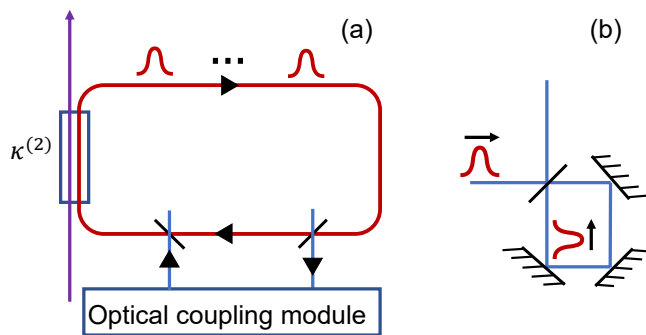 (a)
(b)
...
κ⁽²⁾
Optical coupling module